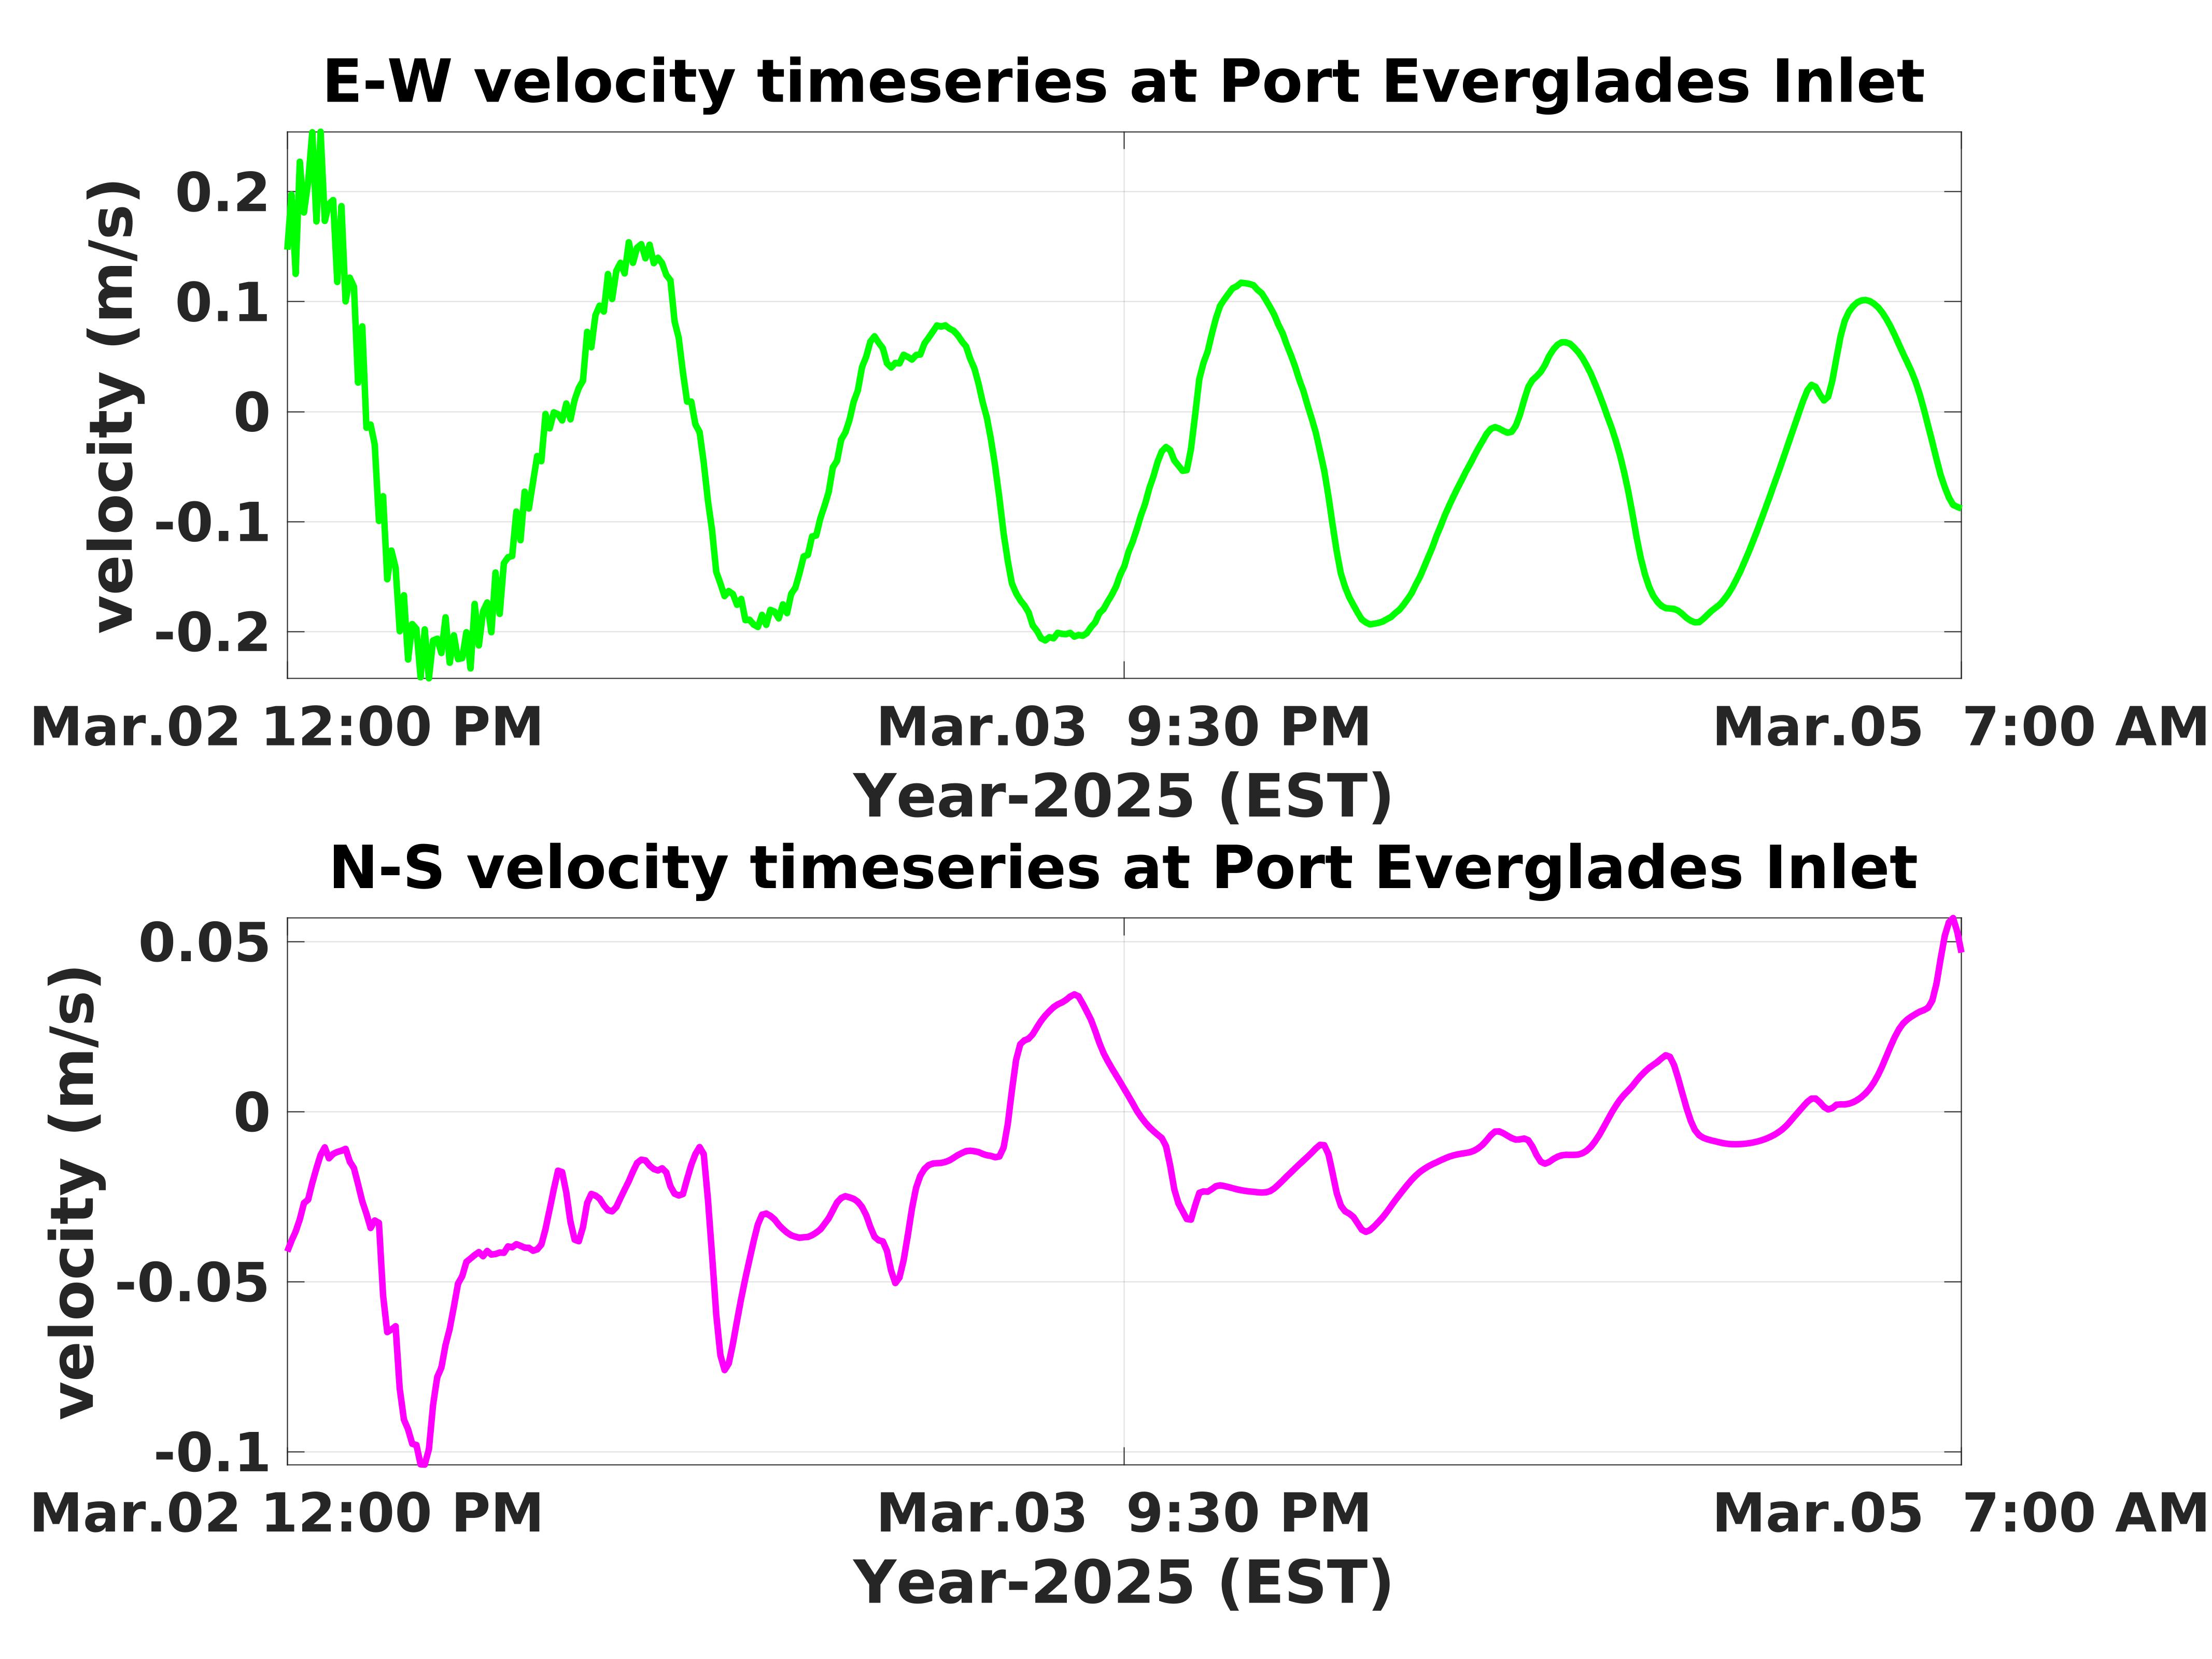 E-W velocity timeseries at Port Everglades Inlet
velocity (m/s)
0.2
0.1
0
-0.1
-0.2
Mar.02 12:00 PM
Mar.03  9:30 PM
Mar.05  7:00 AM
Year-2025 (EST)
N-S velocity timeseries at Port Everglades Inlet
velocity (m/s)
0.05
0
-0.05
-0.1
Mar.02 12:00 PM
Mar.03  9:30 PM
Mar.05  7:00 AM
Year-2025 (EST)